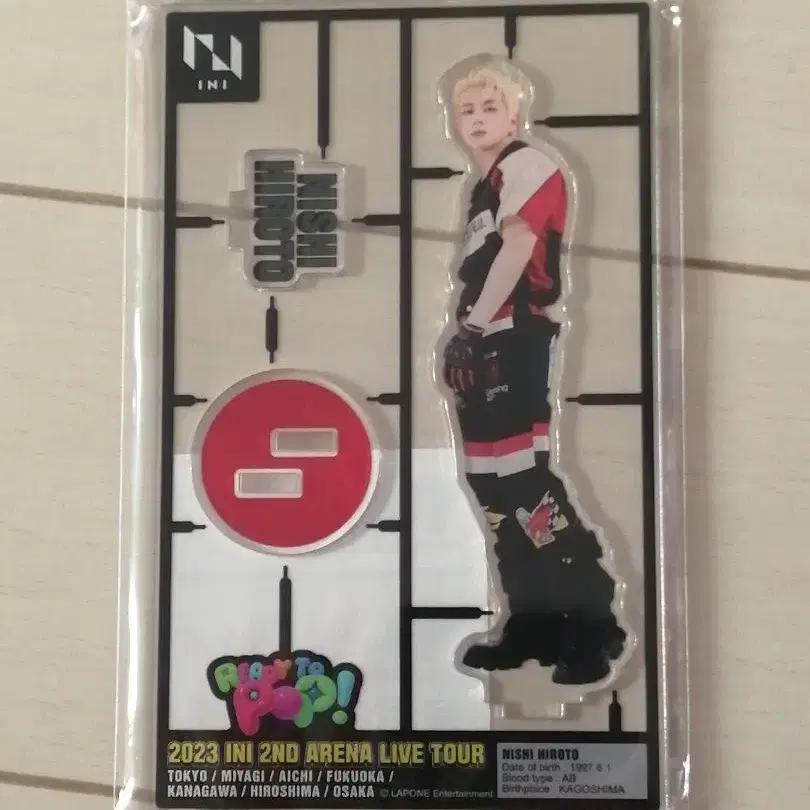 INI
NISHI
HIROTO
READY TO
POP!
2023 INI 2ND ARENA LIVE TOUR
TOKYO / MIYAGI / AICHI / FUKUOKA /
KANAGAWA / HIROSHIMA / OSAKA © LAPONE Entertainment
NISHI HIROTO
Date of birth : 1997.6.1
Blood type : AB
Birthplace : KAGOSHIMA